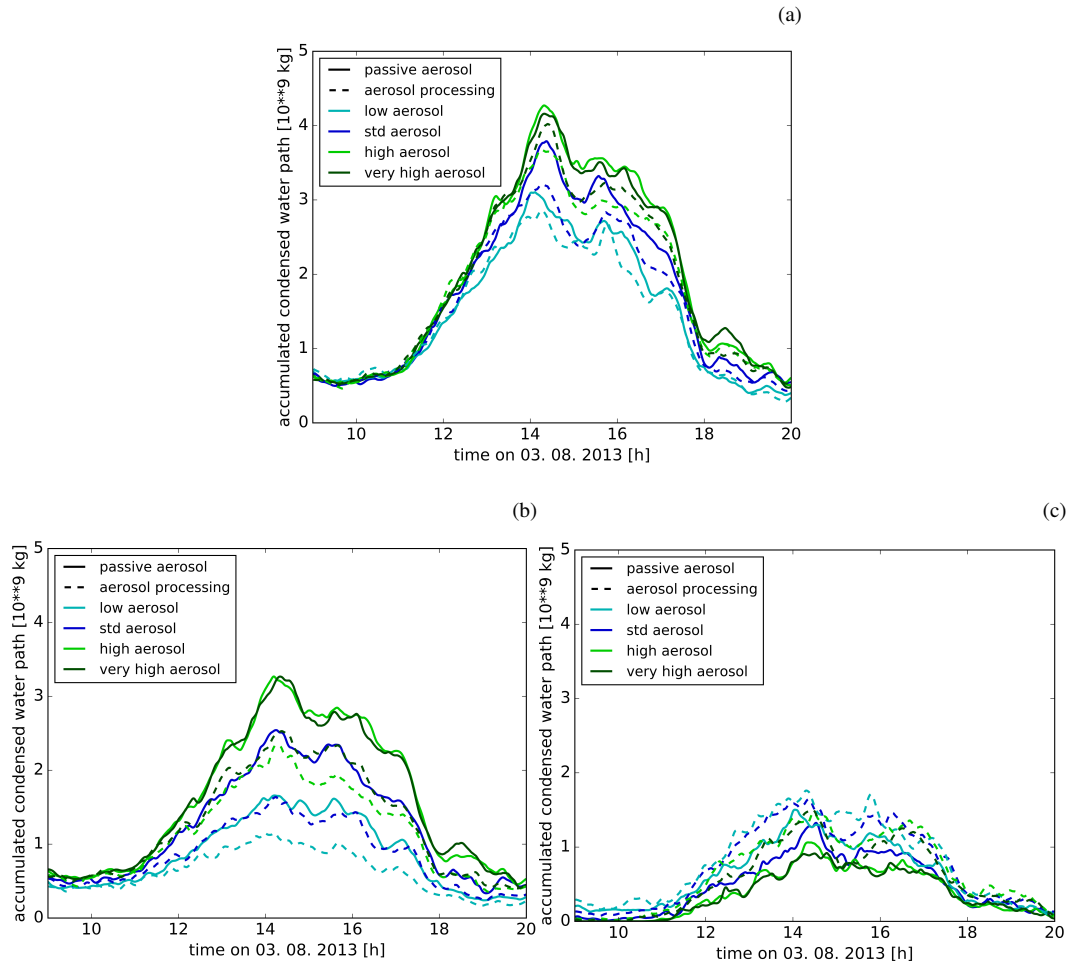 (a)
accumulated condensed water path [10**9 kg]
5
4
3
2
1
0
passive aerosol
aerosol processing
low aerosol
std aerosol
high aerosol
very high aerosol
10 12 14 16 18 20
time on 03. 08. 2013 [h]
(b)
accumulated condensed water path [10**9 kg]
5
4
3
2
1
0
passive aerosol
aerosol processing
low aerosol
std aerosol
high aerosol
very high aerosol
10 12 14 16 18 20
time on 03. 08. 2013 [h]
(c)
accumulated condensed water path [10**9 kg]
5
4
3
2
1
0
passive aerosol
aerosol processing
low aerosol
std aerosol
high aerosol
very high aerosol
10 12 14 16 18 20
time on 03. 08. 2013 [h]